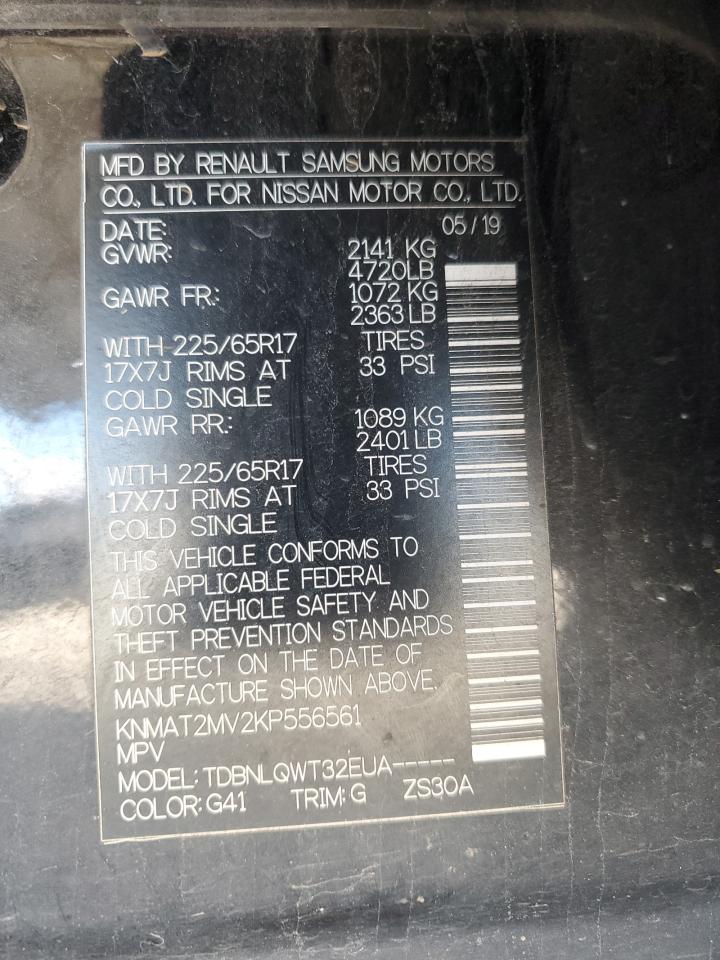 MFD BY RENAULT SAMSUNG MOTORS
CO., LTD. FOR NISSAN MOTOR CO., LTD.
DATE: 05 / 19
GVWR: 2141 KG
4720LB
GAWR FR: 1072 KG
2363 LB
WITH 225/65R17 TIRES
17X7J RIMS AT 33 PSI
COLD SINGLE
GAWR RR: 1089 KG
2401 LB
WITH 225/65R17 TIRES
17X7J RIMS AT 33 PSI
COLD SINGLE
THIS VEHICLE CONFORMS TO
ALL APPLICABLE FEDERAL
MOTOR VEHICLE SAFETY AND
THEFT PREVENTION STANDARDS
IN EFFECT ON THE DATE OF
MANUFACTURE SHOWN ABOVE.
KNMAT2MV2KP556561
MPV
MODEL: TDBNLQWT32EUA-----
COLOR: G41 TRIM: G ZS30A